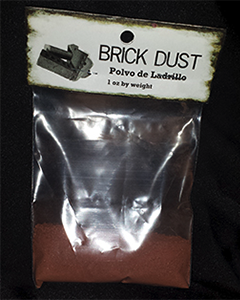 BRICK DUST
Polvo de Ladrillo
1 oz by weight